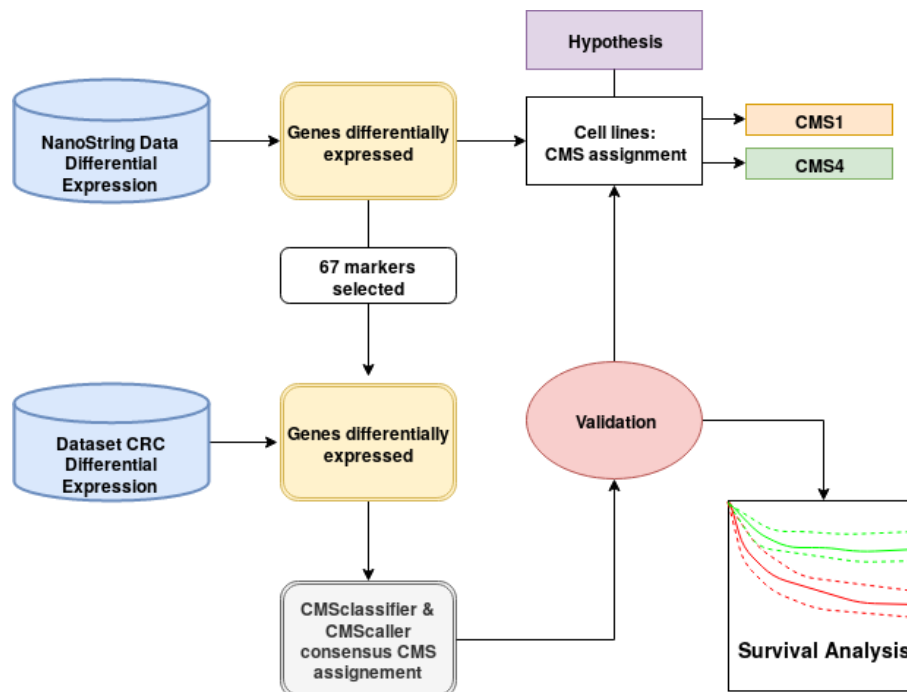 Hypothesis
NanoString Data
Differential
Expression
Genes differentially
expressed
Cell lines:
CMS assignment
CMS1
CMS4
67 markers
selected
Dataset CRC
Differential
Expression
Genes differentially
expressed
Validation
CMSclassifier &
CMScaller
consensus CMS
assignement
Survival Analysis